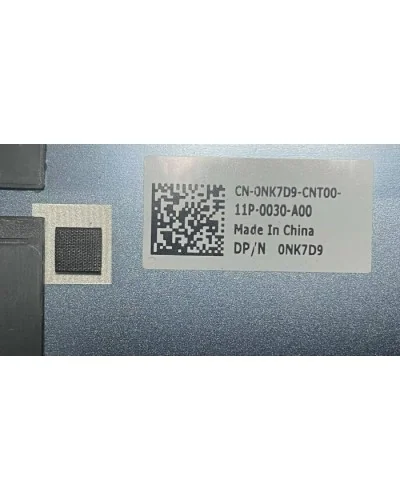 CN-0NK7D9-CNT00-
11P-0030-A00
Made In China
DP/N 0NK7D9